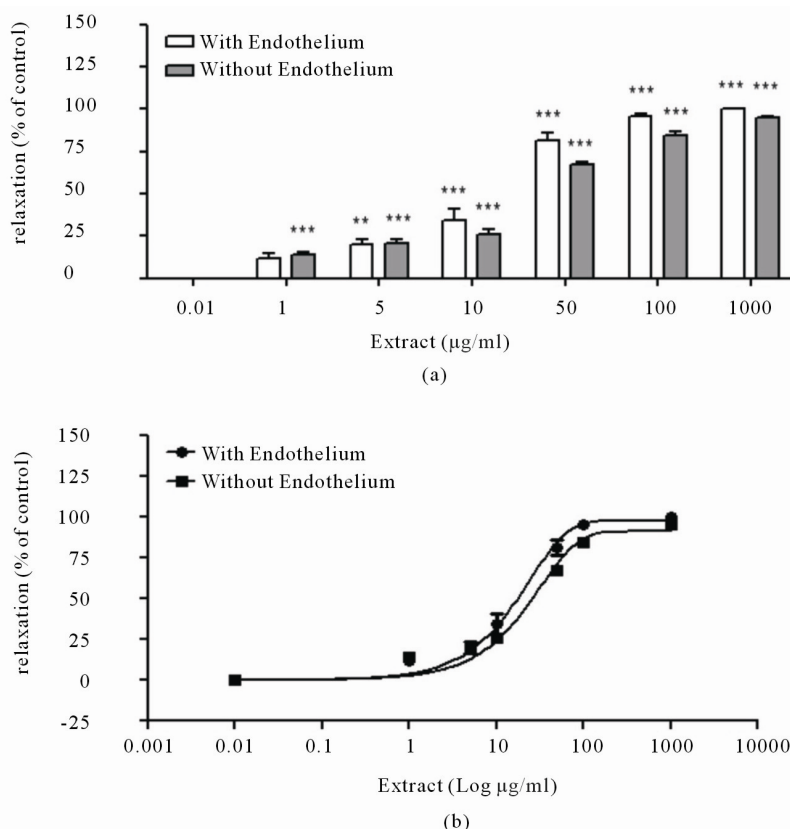 150
125
100
75
50
25
0
relaxation (% of control)
With Endothelium
Without Endothelium
***
** ***
*** ***
*** ***
*** ***
*** ***
0.01 1 5 10 50 100 1000
Extract (µg/ml)
(a)
150
125
100
75
50
25
0
-25
relaxation (% of control)
With Endothelium
Without Endothelium
0.001 0.01 0.1 1 10 100 1000 10000
Extract (Log µg/ml)
(b)